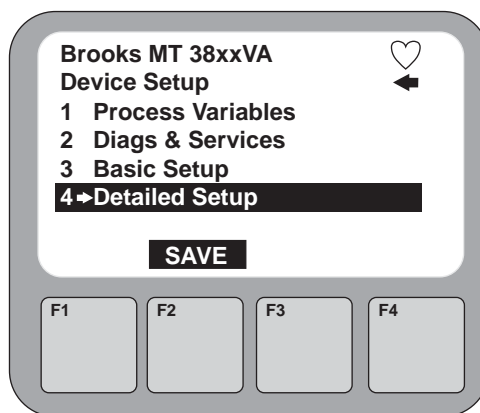 Brooks MT 38xxVA
Device Setup
1 Process Variables
2 Diags & Services
3 Basic Setup
4 Detailed Setup
SAVE
F1 F2 F3 F4